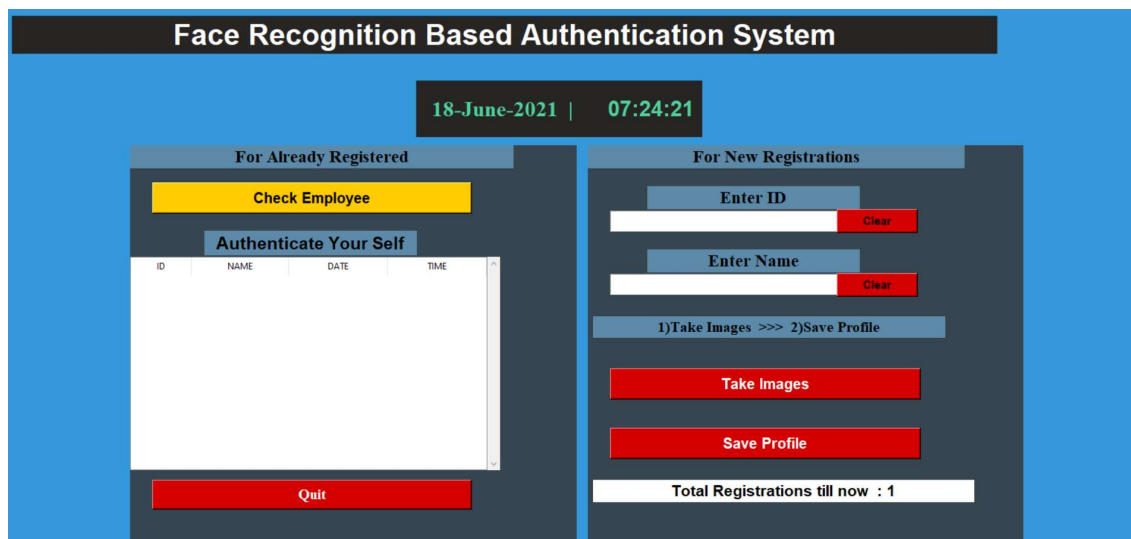 Face Recognition Based Authentication System
18-June-2021 | 07:24:21
For Already Registered
Check Employee
Authenticate Your Self
ID NAME DATE TIME
Quit
For New Registrations
Enter ID
Clear
Enter Name
Clear
1)Take Images >>> 2)Save Profile
Take Images
Save Profile
Total Registrations till now : 1